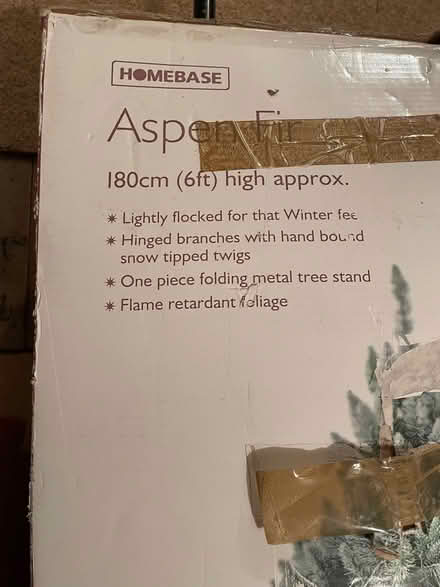 HOMEBASE
Aspen Fir
180cm (6ft) high approx.
✴ Lightly flocked for that Winter fee
✴ Hinged branches with hand bound
snow tipped twigs
✴ One piece folding metal tree stand
✴ Flame retardant foliage